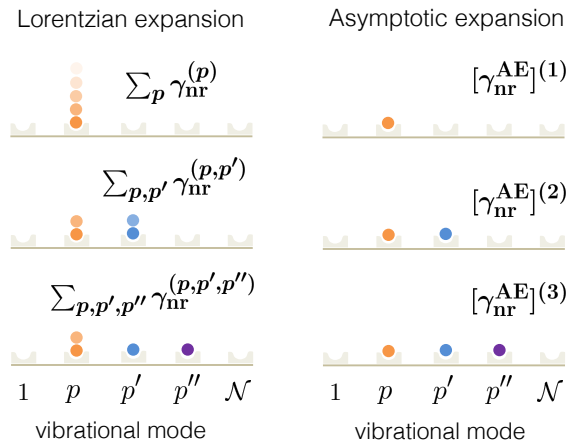 Lorentzian expansion
Asymptotic expansion
∑_p γ_nr^(p)
[γ_nr^AE]^(1)
∑_{p,p′} γ_nr^(p,p′)
[γ_nr^AE]^(2)
∑_{p,p′,p″} γ_nr^(p,p′,p″)
[γ_nr^AE]^(3)
1 p p′ p″ 𝒩
1 p p′ p″ 𝒩
vibrational mode
vibrational mode